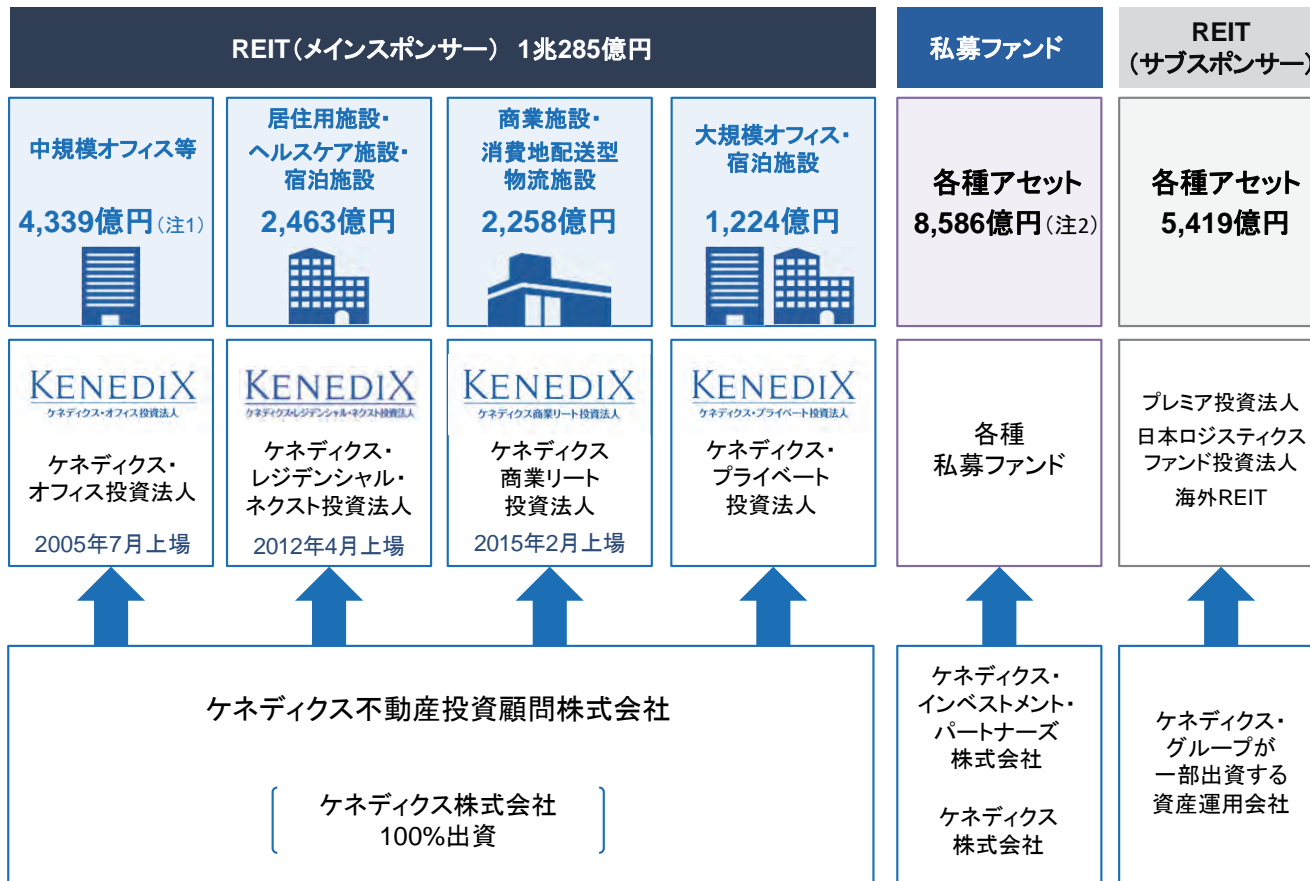 REIT(メインスポンサー) 1兆285億円
私募ファンド
REIT
(サブスポンサー)
中規模オフィス等
4,339億円(注1)
居住用施設・
ヘルスケア施設・
宿泊施設
2,463億円
商業施設・
消費地配送型
物流施設
2,258億円
大規模オフィス・
宿泊施設
1,224億円
各種アセット
8,586億円(注2)
各種アセット
5,419億円
KENEDIX
ケネディクス・オフィス投資法人
ケネディクス・
オフィス投資法人
2005年7月上場
KENEDIX
ケネディクス・レジデンシャル・ネクスト投資法人
ケネディクス・
レジデンシャル・
ネクスト投資法人
2012年4月上場
KENEDIX
ケネディクス商業リート投資法人
ケネディクス
商業リート
投資法人
2015年2月上場
KENEDIX
ケネディクス・プライベート投資法人
ケネディクス・
プライベート
投資法人
各種
私募ファンド
プレミア投資法人
日本ロジスティクス
ファンド投資法人
海外REIT
ケネディクス不動産投資顧問株式会社
ケネディクス株式会社
100%出資
ケネディクス・
インベストメント・
パートナーズ
株式会社
ケネディクス
株式会社
ケネディクス・
グループが
一部出資する
資産運用会社